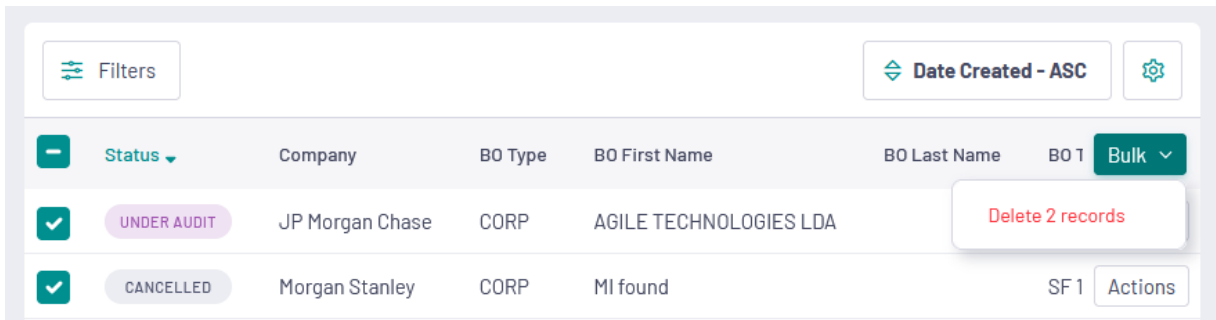 Filters
Date Created - ASC
Status Company BO Type BO First Name BO Last Name BO T Bulk
UNDER AUDIT JP Morgan Chase CORP AGILE TECHNOLOGIES LDA
Delete 2 records
CANCELLED Morgan Stanley CORP MI found SF 1 Actions